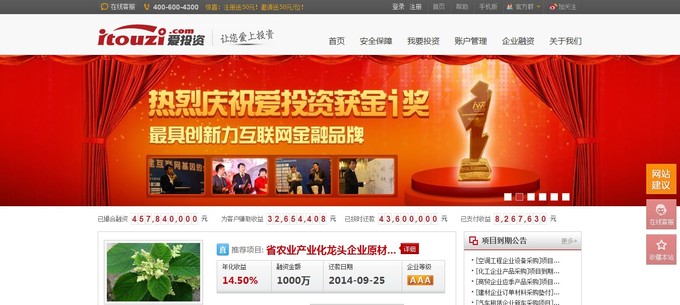 在线客服 400-600-4300 惊喜：注册送50元！邀请送50元/位！ 登录 注册 首页 帮助 手机版 官方群 加关注
itouzi.com 爱投资 让您爱上投资
首页 安全保障 我要投资 账户管理 企业融资 关于我们
热烈庆祝爱投资获金i奖
最具创新力互联网金融品牌
网站建议
在线客服
收藏本站
已撮合融资 457,840,000 元 为客户赚取收益 32,654,408 元 已按时还款 43,600,000 元 已支付收益 8,267,630 元
直 推荐项目: 省农业产业化龙头企业原材... 详细
年化收益 融资金额 还款日期 企业等级
14.50% 1000万 2014-09-25 AAA
项目到期公告 更多»
[空调工程企业设备采购]项目...
[化工企业产品采购]项目到期...
[商贸企业应季产品采购]项目...
[建材企业订单材料采购垫付]...
[汽车租赁企业新车采购]项目...